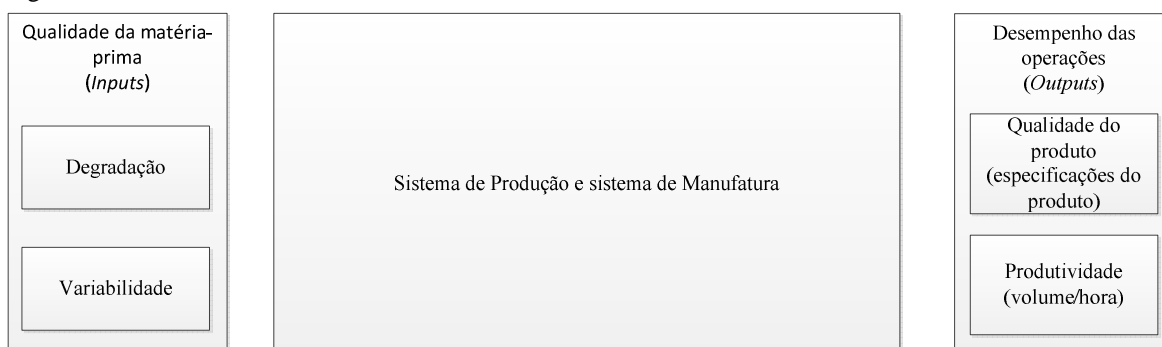 Qualidade da matéria-
prima
(Inputs)
Degradação
Variabilidade
Sistema de Produção e sistema de Manufatura
Desempenho das
operações
(Outputs)
Qualidade do
produto
(especificações do
produto)
Produtividade
(volume/hora)